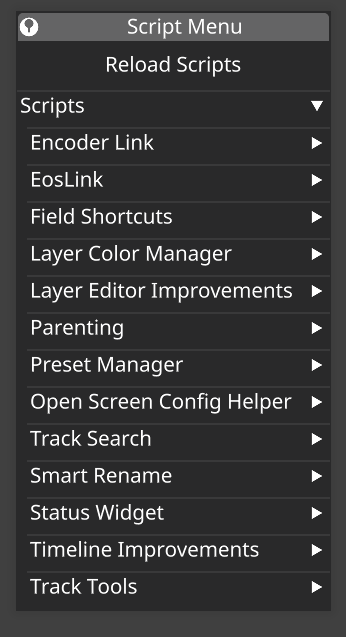 Script Menu
Reload Scripts
Scripts
Encoder Link
EosLink
Field Shortcuts
Layer Color Manager
Layer Editor Improvements
Parenting
Preset Manager
Open Screen Config Helper
Track Search
Smart Rename
Status Widget
Timeline Improvements
Track Tools